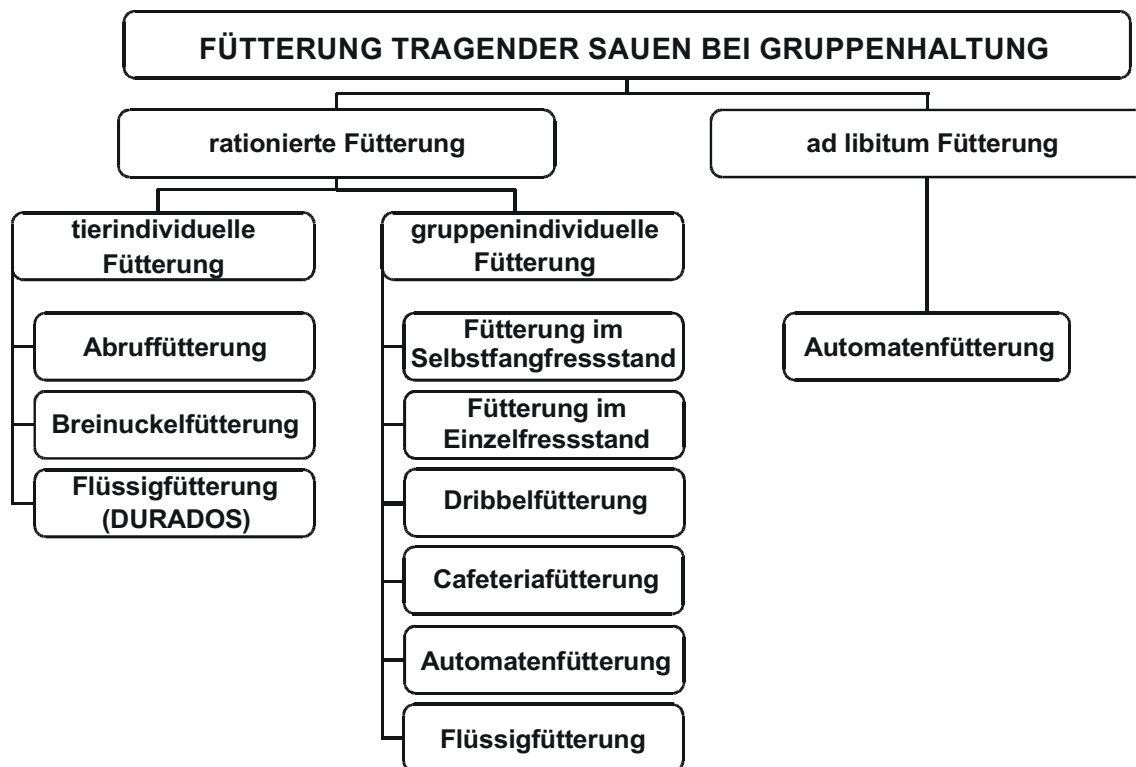 FÜTTERUNG TRAGENDER SAUEN BEI GRUPPENHALTUNG
rationierte Fütterung
ad libitum Fütterung
tierindividuelle
Fütterung
gruppenindividuelle
Fütterung
Abruffütterung
Breinuckelfütterung
Flüssigfütterung
(DURADOS)
Fütterung im
Selbstfangfressstand
Fütterung im
Einzelfressstand
Dribbelfütterung
Cafeteriafütterung
Automatenfütterung
Flüssigfütterung
Automatenfütterung